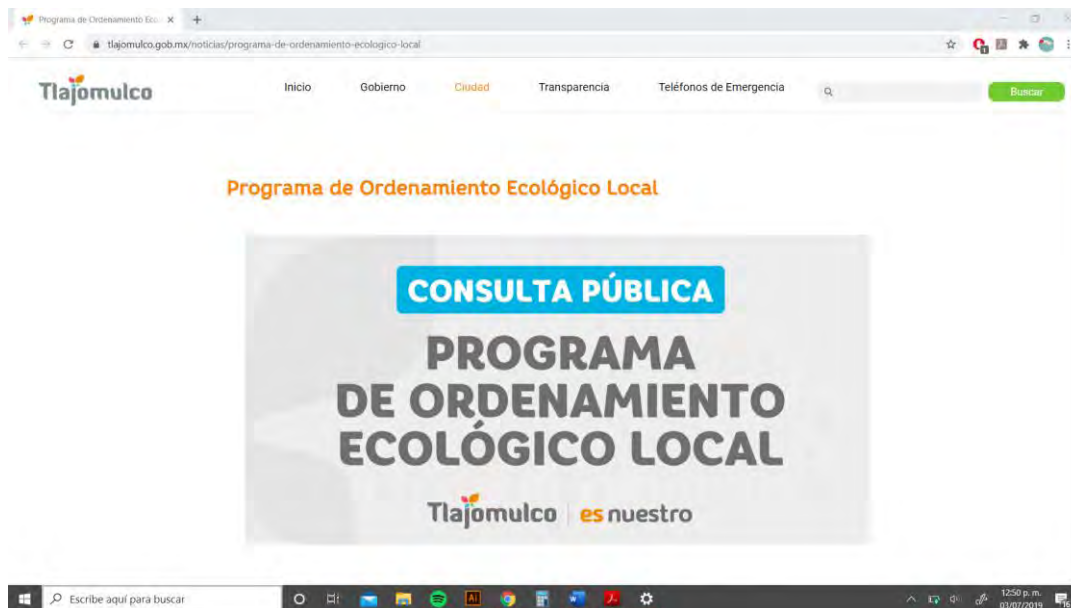 Programa de Ordenamiento Eco
tlajomulco.gob.mx/noticias/programa-de-ordenamiento-ecologico-local
Tlajomulco
Inicio Gobierno Ciudad Transparencia Teléfonos de Emergencia Buscar
Programa de Ordenamiento Ecológico Local
CONSULTA PÚBLICA
PROGRAMA
DE ORDENAMIENTO
ECOLÓGICO LOCAL
Tlajomulco es nuestro
Escribe aquí para buscar
12:50 p. m.
03/07/2019
16